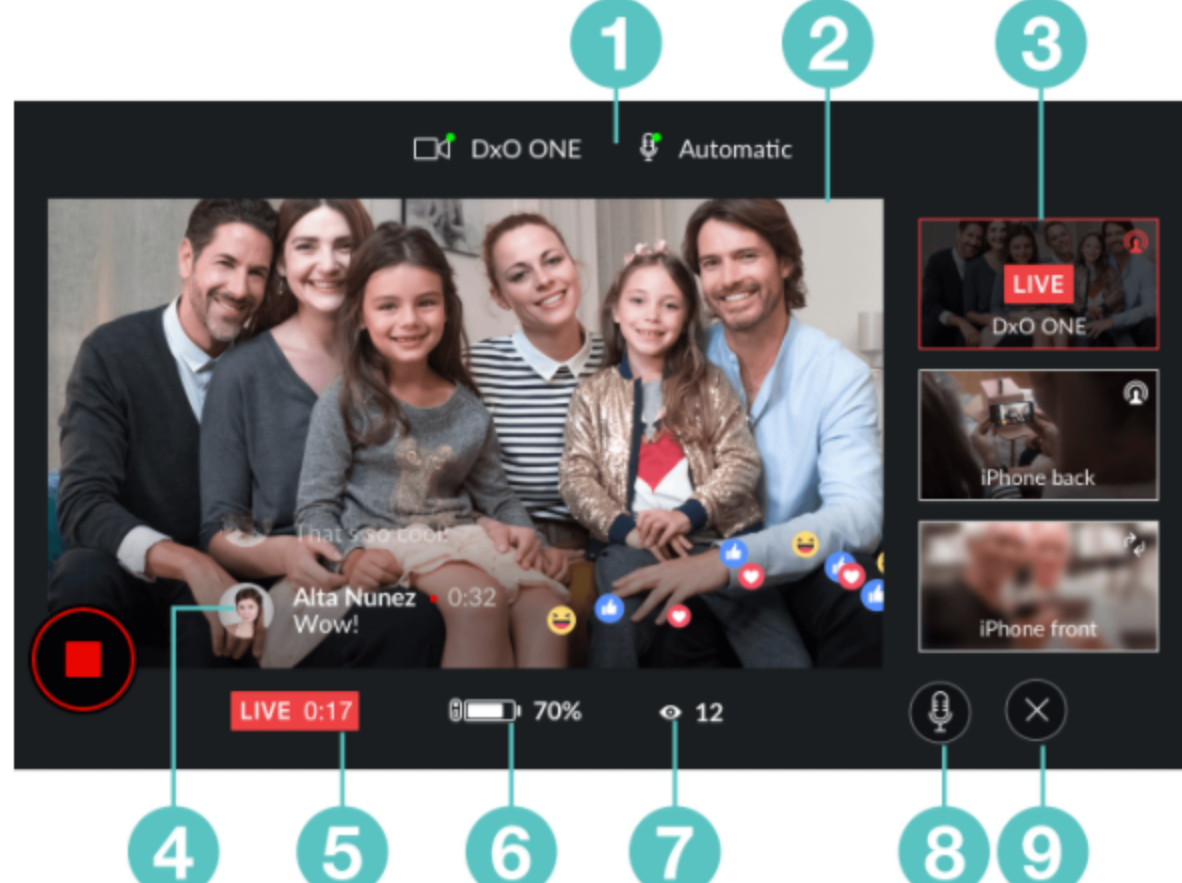 1 2 3
DxO ONE Automatic
LIVE
DxO ONE
iPhone back
That's so cool!
Alta Nunez • 0:32
Wow!
iPhone front
LIVE 0:17 70% 12
4 5 6 7 8 9